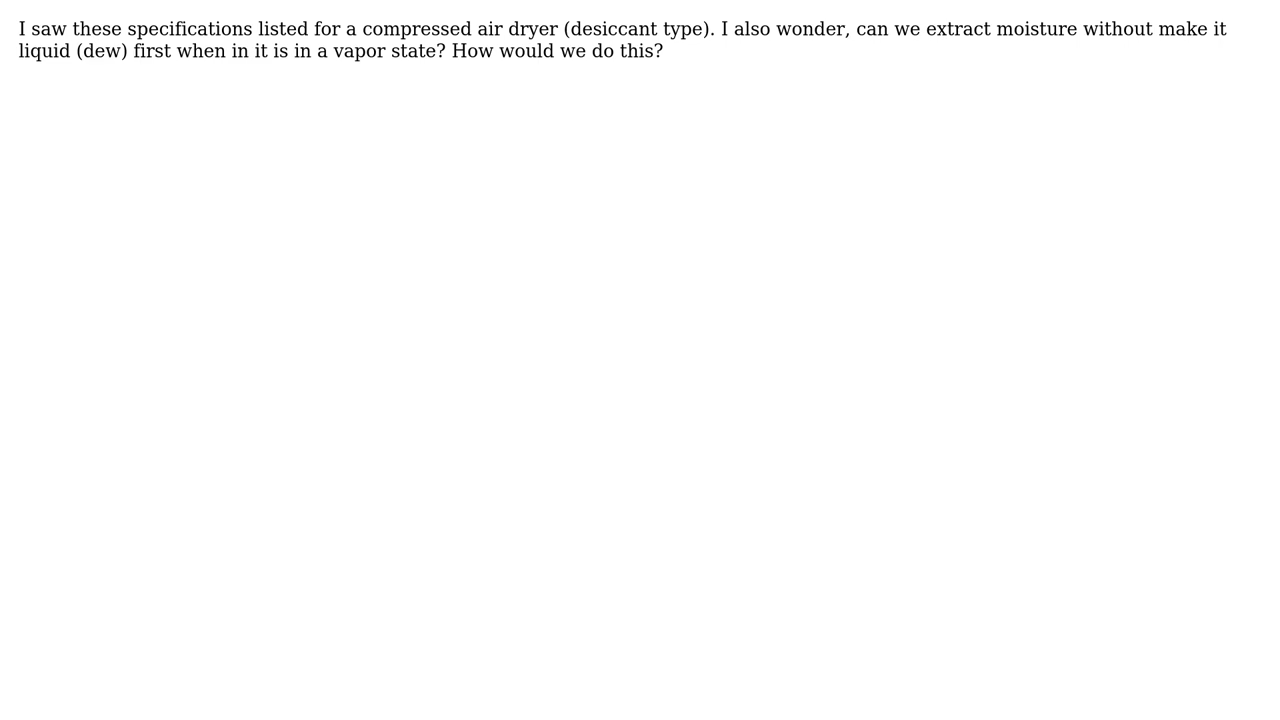 I saw these specifications listed for a compressed air dryer (desiccant type). I also wonder, can we extract moisture without make it
liquid (dew) first when in it is in a vapor state? How would we do this?